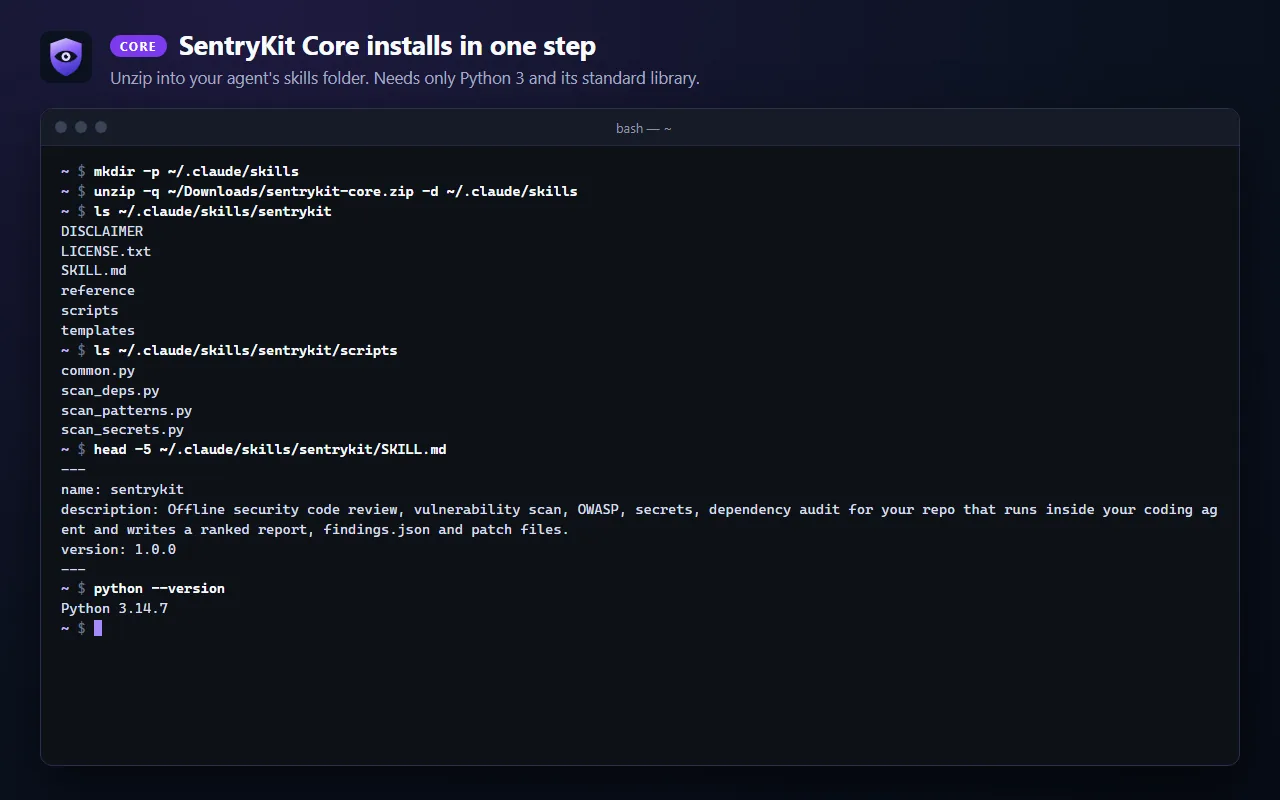 CORE SentryKit Core installs in one step
Unzip into your agent's skills folder. Needs only Python 3 and its standard library.
bash — ~
~ $ mkdir -p ~/.claude/skills
~ $ unzip -q ~/Downloads/sentrykit-core.zip -d ~/.claude/skills
~ $ ls ~/.claude/skills/sentrykit
DISCLAIMER
LICENSE.txt
SKILL.md
reference
scripts
templates
~ $ ls ~/.claude/skills/sentrykit/scripts
common.py
scan_deps.py
scan_patterns.py
scan_secrets.py
~ $ head -5 ~/.claude/skills/sentrykit/SKILL.md
---
name: sentrykit
description: Offline security code review, vulnerability scan, OWASP, secrets, dependency audit for your repo that runs inside your coding ag
ent and writes a ranked report, findings.json and patch files.
version: 1.0.0
---
~ $ python --version
Python 3.14.7
~ $